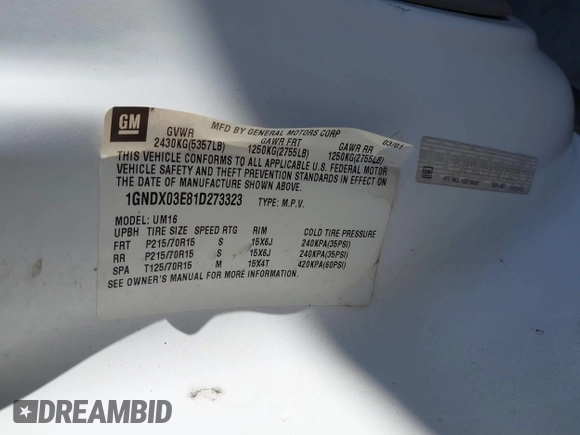 GM
MFD BY GENERAL MOTORS CORP
03/01
GVWR
GAWR FRT
GAWR RR
2430KG(5357LB)
1250KG(2755LB)
1250KG(2755LB)
THIS VEHICLE CONFORMS TO ALL APPLICABLE U.S. FEDERAL MOTOR
VEHICLE SAFETY AND THEFT PREVENTION STANDARDS IN EFFECT ON
THE DATE OF MANUFACTURE SHOWN ABOVE.
1GNDX03E81D273323 TYPE: M.P.V.
MODEL: UM16
UPBH TIRE SIZE SPEED RTG RIM COLD TIRE PRESSURE
FRT P215/70R15 S 15X6J 240KPA(35PSI)
RR P215/70R15 S 15X6J 240KPA(35PSI)
SPA T125/70R15 M 15X4T 420KPA(60PSI)
SEE OWNER'S MANUAL FOR MORE INFORMATION.
GM
DREAMBID